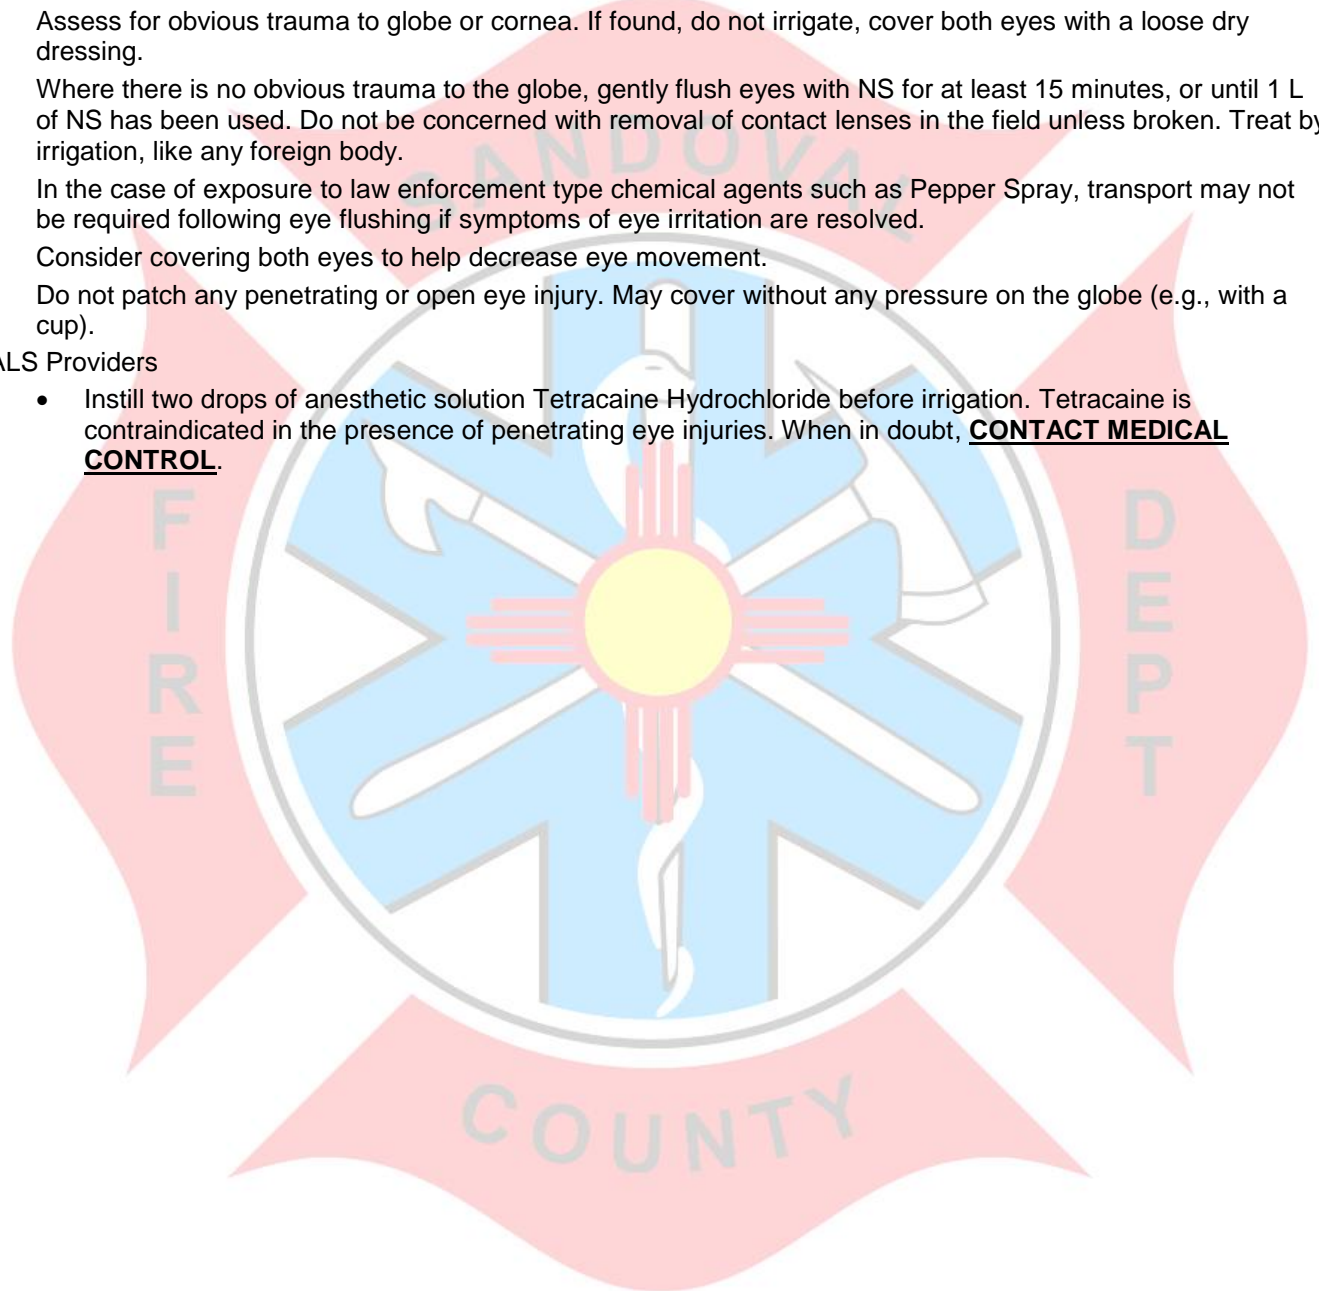 Assess for obvious trauma to globe or cornea. If found, do not irrigate, cover both eyes with a loose dry
dressing.
Where there is no obvious trauma to the globe, gently flush eyes with NS for at least 15 minutes, or until 1 L
of NS has been used. Do not be concerned with removal of contact lenses in the field unless broken. Treat by
irrigation, like any foreign body.
In the case of exposure to law enforcement type chemical agents such as Pepper Spray, transport may not
be required following eye flushing if symptoms of eye irritation are resolved.
Consider covering both eyes to help decrease eye movement.
Do not patch any penetrating or open eye injury. May cover without any pressure on the globe (e.g., with a
cup).
ALS Providers
• Instill two drops of anesthetic solution Tetracaine Hydrochloride before irrigation. Tetracaine is
contraindicated in the presence of penetrating eye injuries. When in doubt, CONTACT MEDICAL
CONTROL.
SANDOVAL
FIRE
DEPT
COUNTY